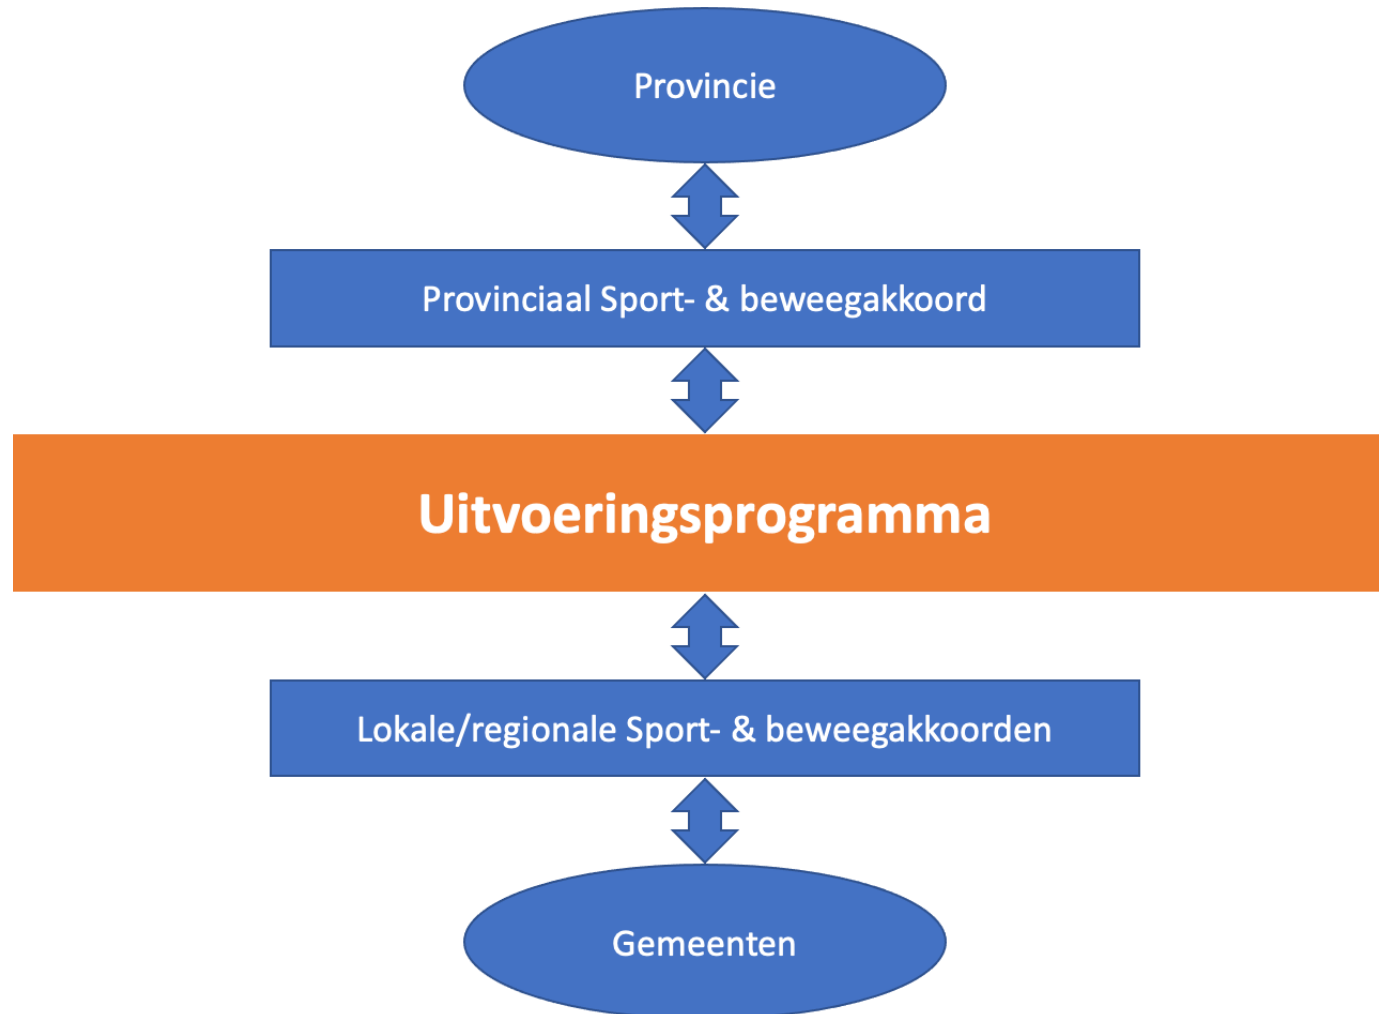 Provincie
Provinciaal Sport- & beweegakkoord
Uitvoeringsprogramma
Lokale/regionale Sport- & beweegakkoorden
Gemeenten